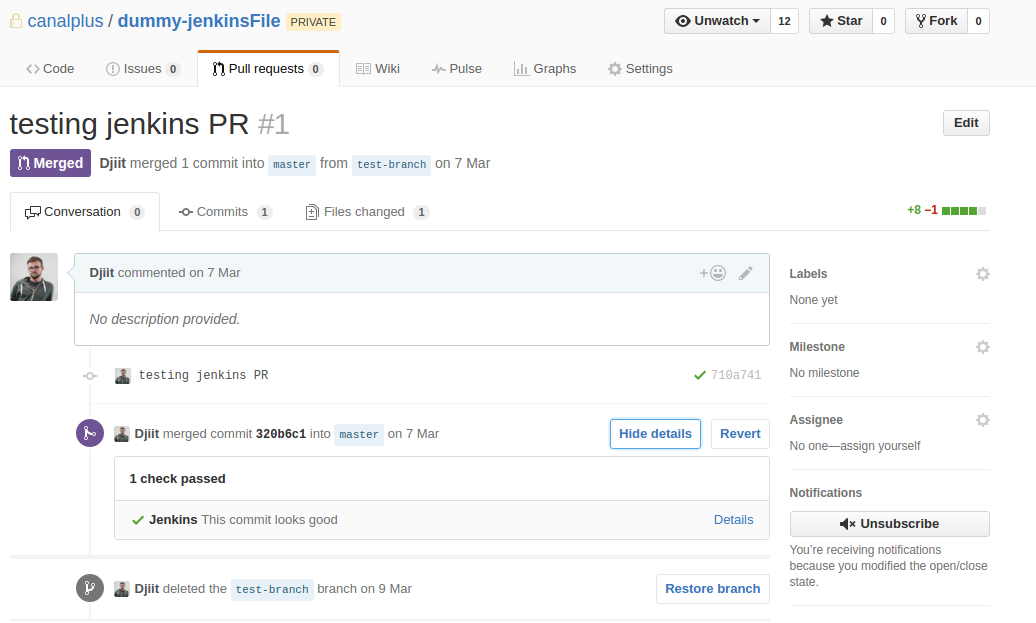 canalplus / dummy-jenkinsFile PRIVATE Unwatch 12 Star 0 Fork 0
Code Issues 0 Pull requests 0 Wiki Pulse Graphs Settings
testing jenkins PR #1 Edit
Merged Djiit merged 1 commit into master from test-branch on 7 Mar
Conversation 0 Commits 1 Files changed 1 +8 −1
Djiit commented on 7 Mar
No description provided.
testing jenkins PR 710a741
Djiit merged commit 320b6c1 into master on 7 Mar Hide details Revert
1 check passed
Jenkins This commit looks good Details
Djiit deleted the test-branch branch on 9 Mar Restore branch
Labels
None yet
Milestone
No milestone
Assignee
No one—assign yourself
Notifications
Unsubscribe
You’re receiving notifications
because you modified the open/close
state.